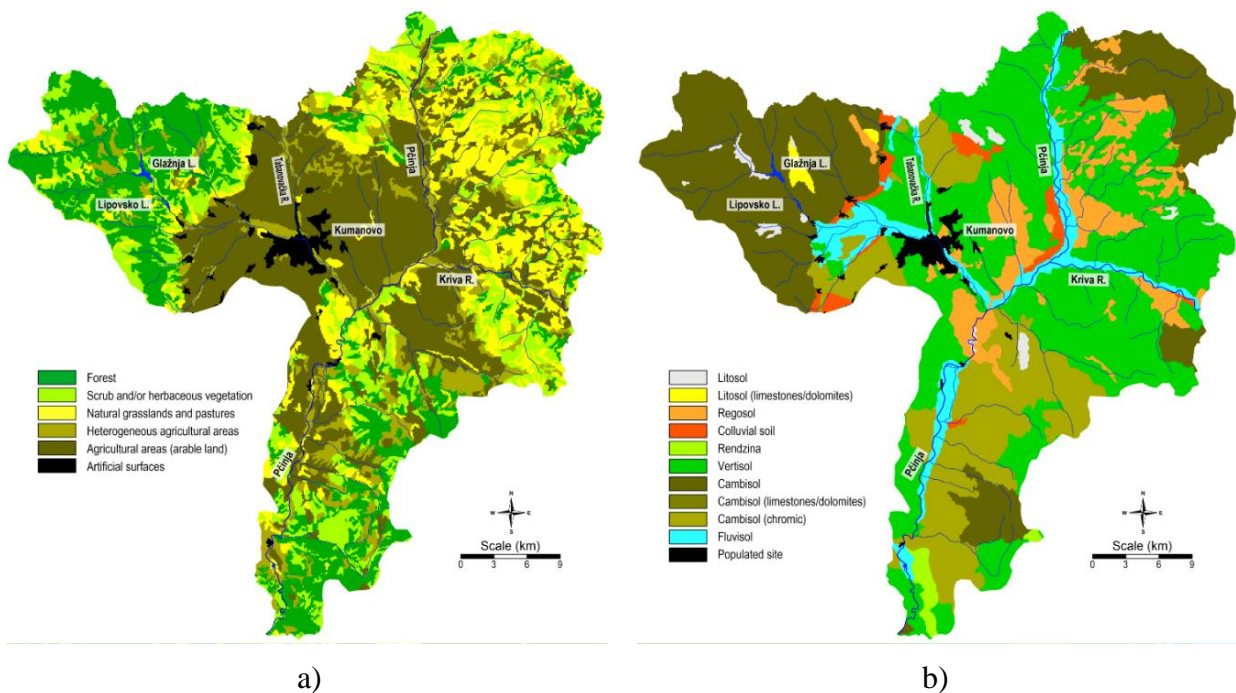 Glažnja L.
Lipovsko L.
Tabanovačka R.
Pčinja
Kumanovo
Kriva R.
Pčinja
Forest
Scrub and/or herbaceous vegetation
Natural grasslands and pastures
Heterogeneous agricultural areas
Agricultural areas (arable land)
Artificial surfaces
N
W E
S
Scale (km)
0 3 6 9
a)
Glažnja L.
Lipovsko L.
Tabanovačka R.
Pčinja
Kumanovo
Kriva R.
Pčinja
Litosol
Litosol (limestones/dolomites)
Regosol
Colluvial soil
Rendzina
Vertisol
Cambisol
Cambisol (limestones/dolomites)
Cambisol (chromic)
Fluvisol
Populated site
N
W E
S
Scale (km)
0 3 6 9
b)